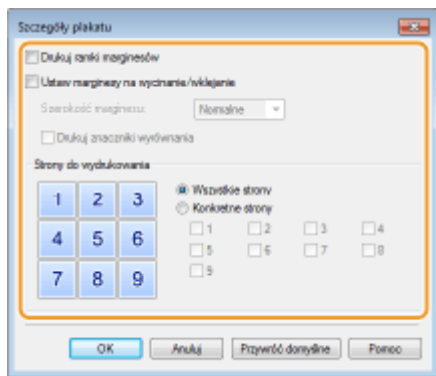 Szczegóły plakatu
Drukuj ramki marginesów
Ustaw marginesy na wycinanie/wklejanie
Szerokość marginesu: Normalne
Drukuj znaczniki wyrównania
Strony do wydrukowania
1 2 3
4 5 6
7 8 9
Wszystkie strony
Konkretne strony
1 2 3 4
5 6 7 8
9
OK Anuluj Przywróć domyślne Pomoc